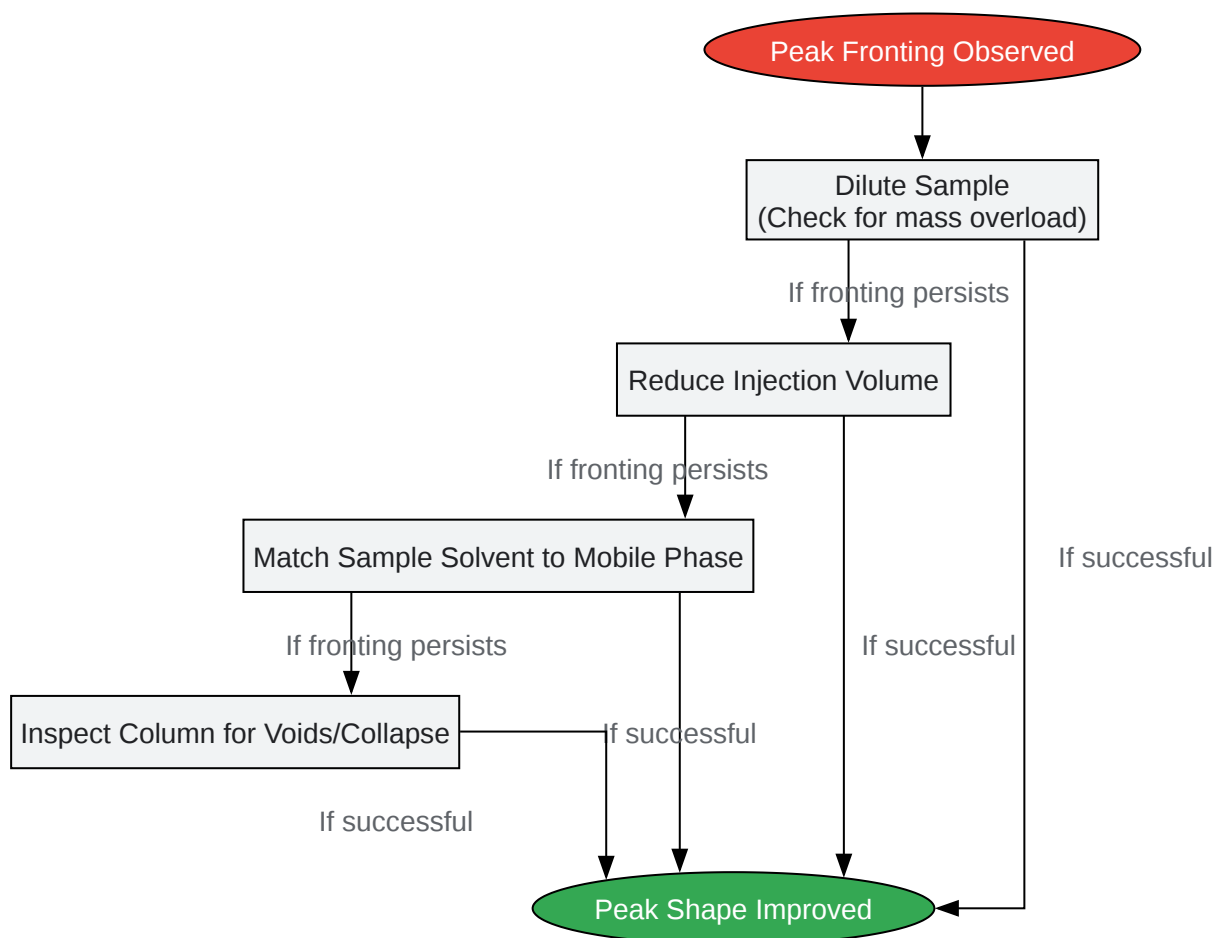 Peak Fronting Observed
Dilute Sample
(Check for mass overload)
If fronting persists
Reduce Injection Volume
If fronting persists
Match Sample Solvent to Mobile Phase
If successful
If fronting persists
If successful
Inspect Column for Voids/Collapse
If successful
If successful
Peak Shape Improved